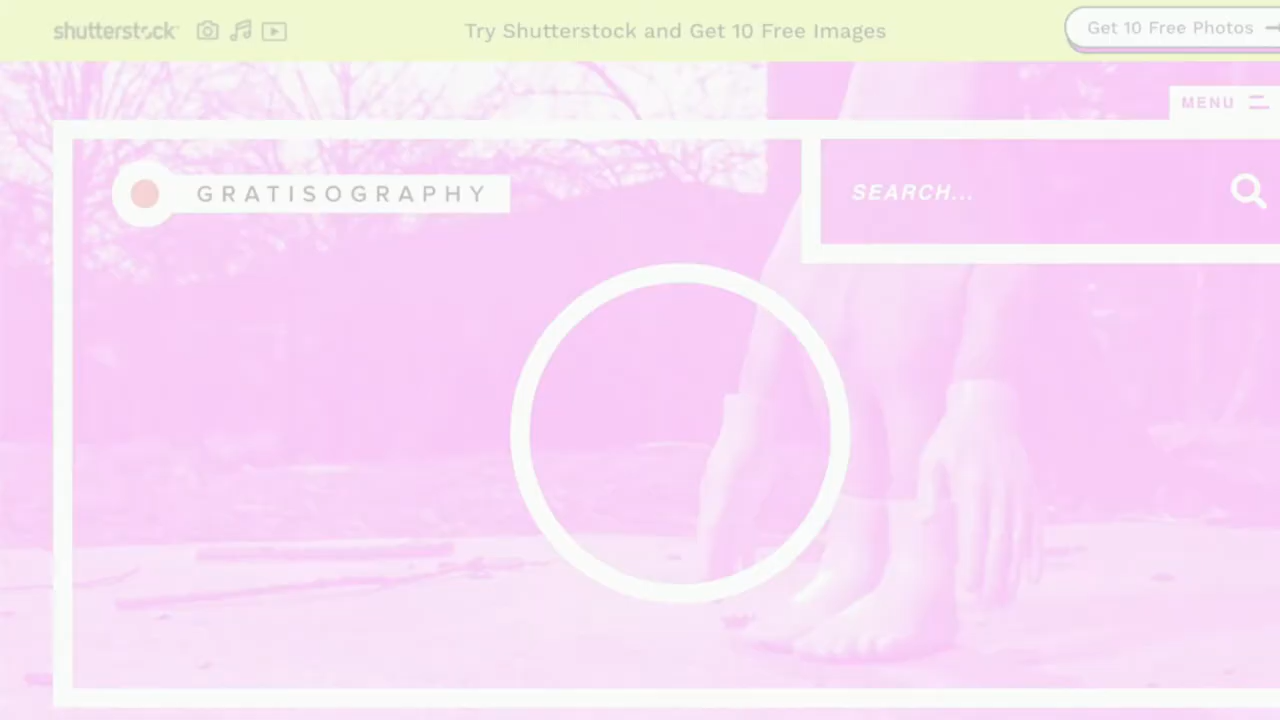 shutterstock
Try Shutterstock and Get 10 Free Images
Get 10 Free Photos
MENU
GRATISOGRAPHY
SEARCH...